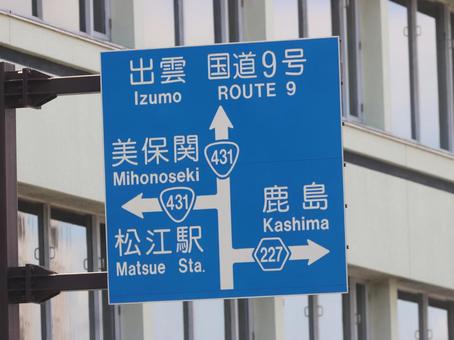 出雲 国道9号
Izumo ROUTE 9
美保関
Mihonoseki
431
431
松江駅
Matsue Sta.
鹿島
Kashima
227